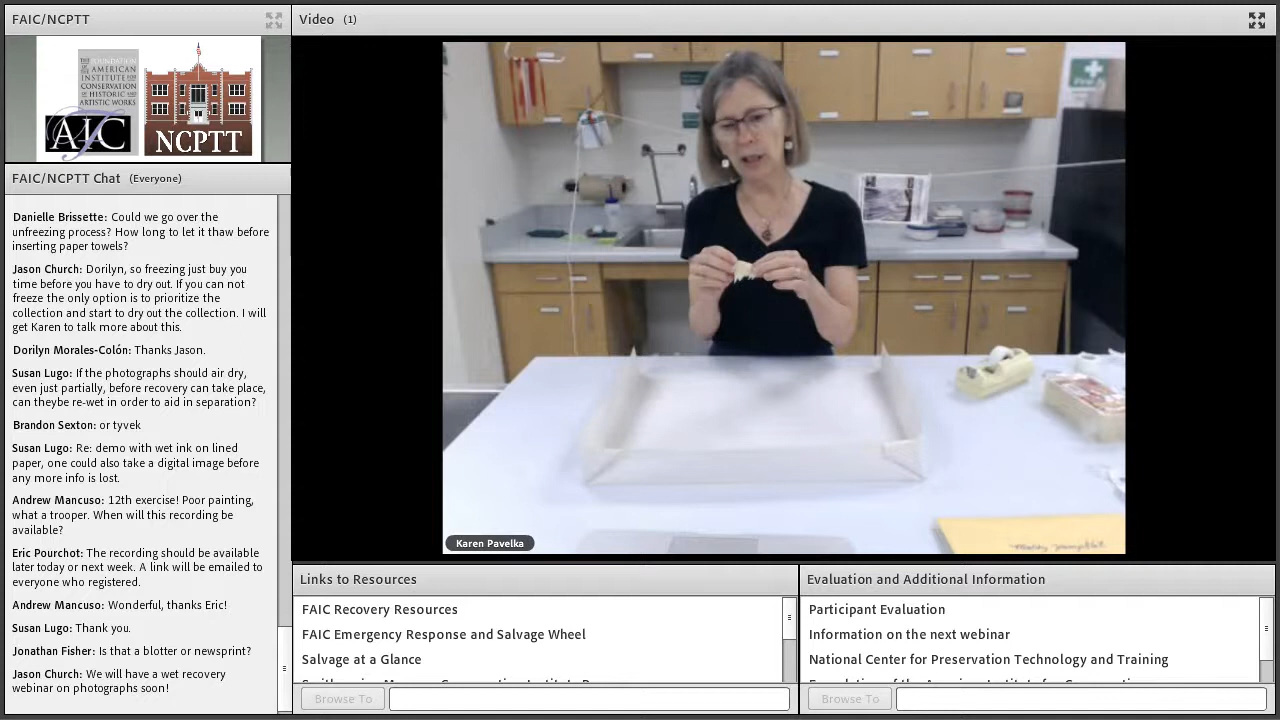 FAIC/NCPTT
THE FOUNDATION
OF THE AMERICAN
INSTITUTE FOR
CONSERVATION
OF HISTORIC AND
ARTISTIC WORKS
AIC
NCPTT
FAIC/NCPTT Chat (Everyone)
Danielle Brissette: Could we go over the
unfreezing process? How long to let it thaw before
inserting paper towels?
Jason Church: Dorilyn, so freezing just buy you
time before you have to dry out. If you can not
freeze the only option is to prioritize the
collection and start to dry out the collection. I will
get Karen to talk more about this.
Dorilyn Morales-Colón: Thanks Jason.
Susan Lugo: If the photographs should air dry,
even just partially, before recovery can take place,
can theybe re-wet in order to aid in separation?
Brandon Sexton: or tyvek
Susan Lugo: Re: demo with wet ink on lined
paper, one could also take a digital image before
any more info is lost.
Andrew Mancuso: 12th exercise! Poor painting,
what a trooper. When will this recording be
available?
Eric Pourchot: The recording should be available
later today or next week. A link will be emailed to
everyone who registered.
Andrew Mancuso: Wonderful, thanks Eric!
Susan Lugo: Thank you.
Jonathan Fisher: Is that a blotter or newsprint?
Jason Church: We will have a wet recovery
webinar on photographs soon!
Video (1)
Karen Pavelka
Links to Resources
FAIC Recovery Resources
FAIC Emergency Response and Salvage Wheel
Salvage at a Glance
Browse To
Evaluation and Additional Information
Participant Evaluation
Information on the next webinar
National Center for Preservation Technology and Training
Browse To